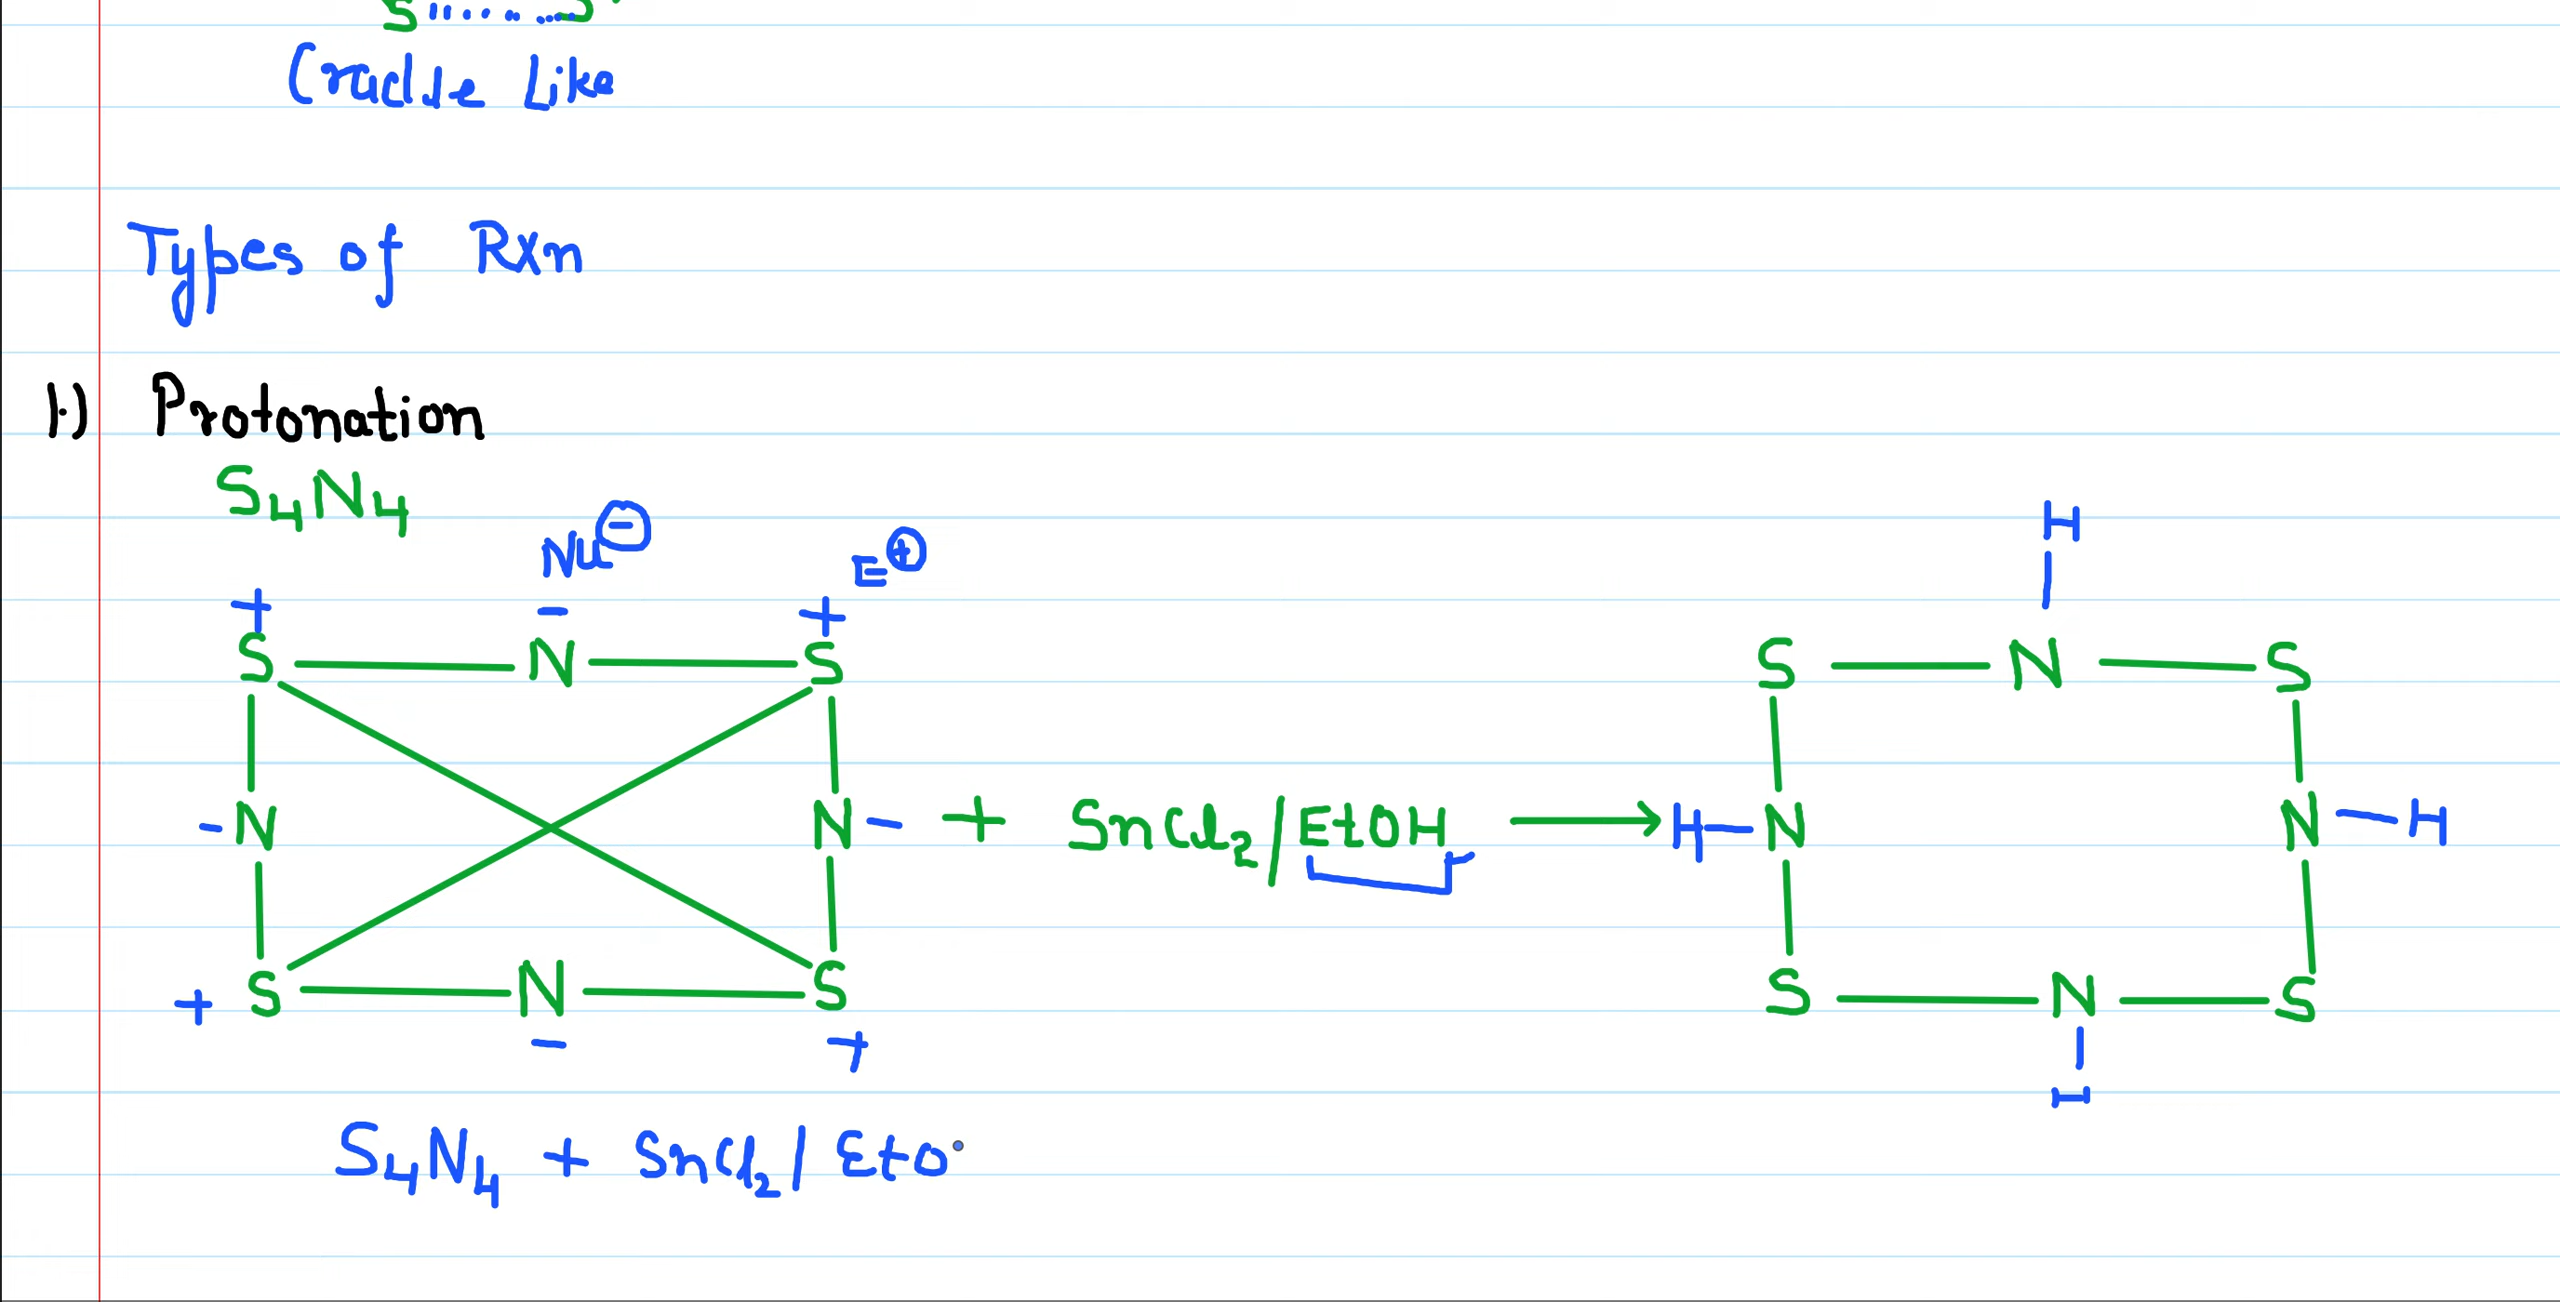 S ....... S
Cradle Like
Types of Rxn
1.) Protonation
S4N4
Nu⊖ E⊕
+ - +
S — N — S
H
S — N — S
-N N- + SnCl2/EtOH → H-N N-H
+ S — N — S
S — N — S
- +
H
S4N4 + SnCl2/EtO